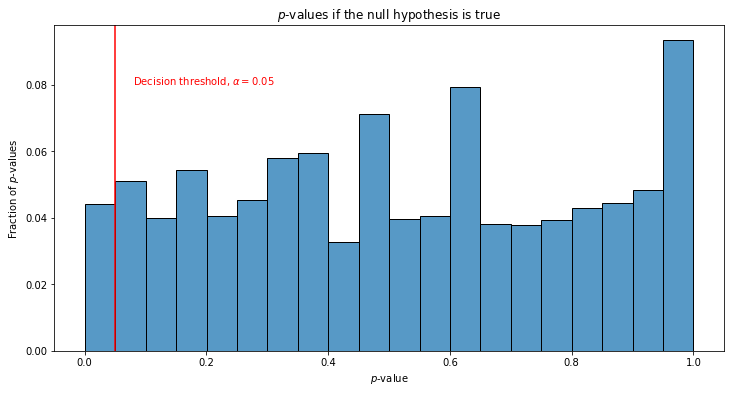 p-values if the null hypothesis is true
Decision threshold, α = 0.05
Fraction of p-values
0.08
0.06
0.04
0.02
0.00
0.0 0.2 0.4 0.6 0.8 1.0
p-value